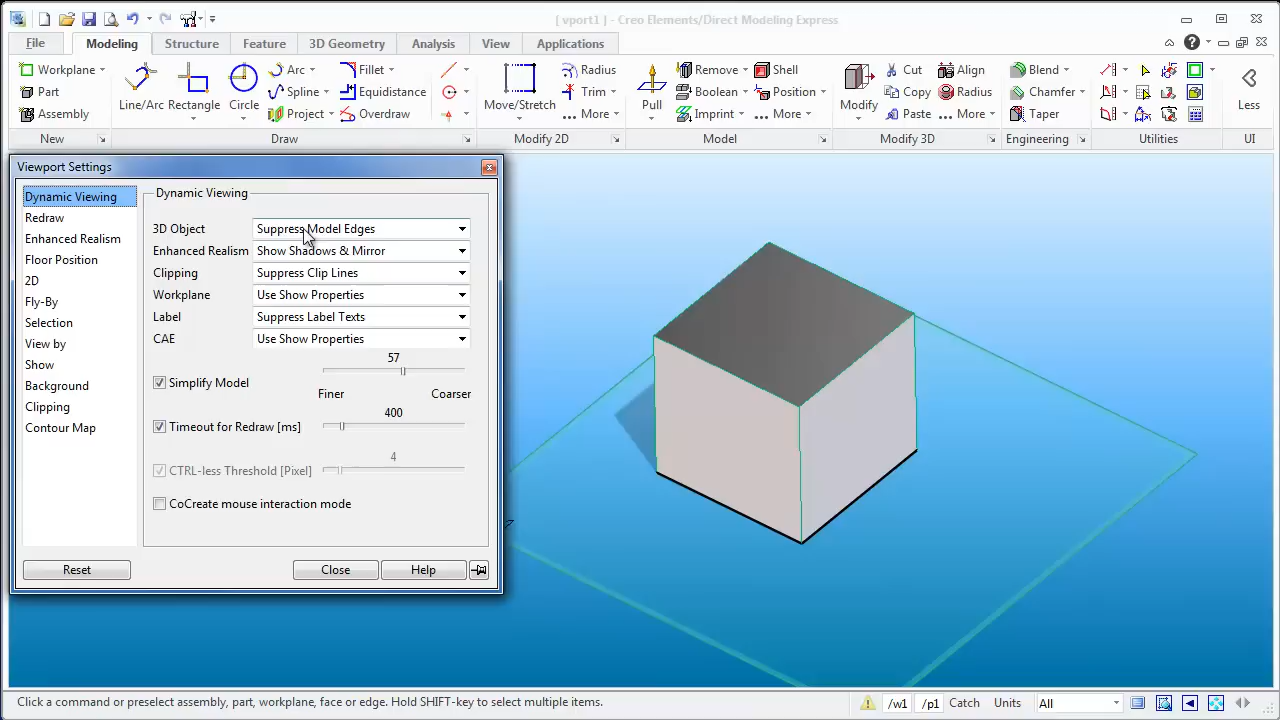 [ vport1 ] - Creo Elements/Direct Modeling Express
File Modeling Structure Feature 3D Geometry Analysis View Applications
Workplane Arc Fillet Radius Remove Shell Cut Align Blend
Part Spline Equidistance Trim Boolean Position Copy Radius Chamfer
Line/Arc Rectangle Circle Move/Stretch Pull Modify Less
Assembly Project Overdraw More Imprint More Paste More Taper
New Draw Modify 2D Model Modify 3D Engineering Utilities UI
Viewport Settings
Dynamic Viewing
Redraw
Enhanced Realism
Floor Position
2D
Fly-By
Selection
View by
Show
Background
Clipping
Contour Map
Dynamic Viewing
3D Object Suppress Model Edges
Enhanced Realism Show Shadows & Mirror
Clipping Suppress Clip Lines
Workplane Use Show Properties
Label Suppress Label Texts
CAE Use Show Properties
57
Simplify Model
Finer Coarser
400
Timeout for Redraw [ms]
4
CTRL-less Threshold [Pixel]
CoCreate mouse interaction mode
Reset Close Help
Click a command or preselect assembly, part, workplane, face or edge. Hold SHIFT-key to select multiple items.
/w1 /p1 Catch Units All